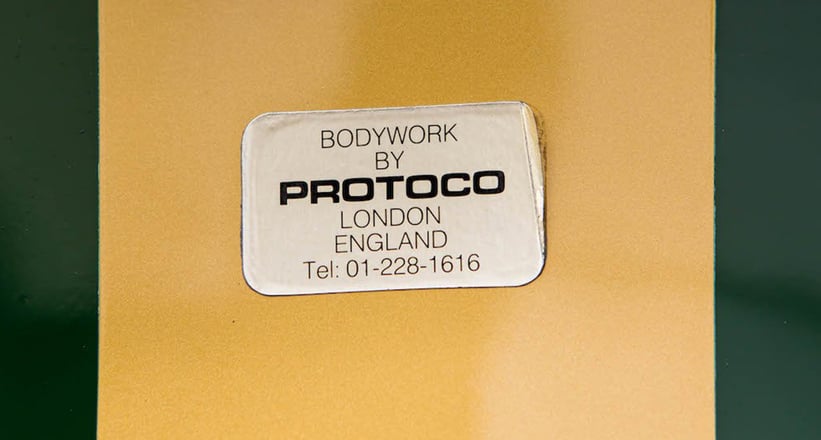 BODYWORK
BY
PROTOCO
LONDON
ENGLAND
Tel: 01-228-1616